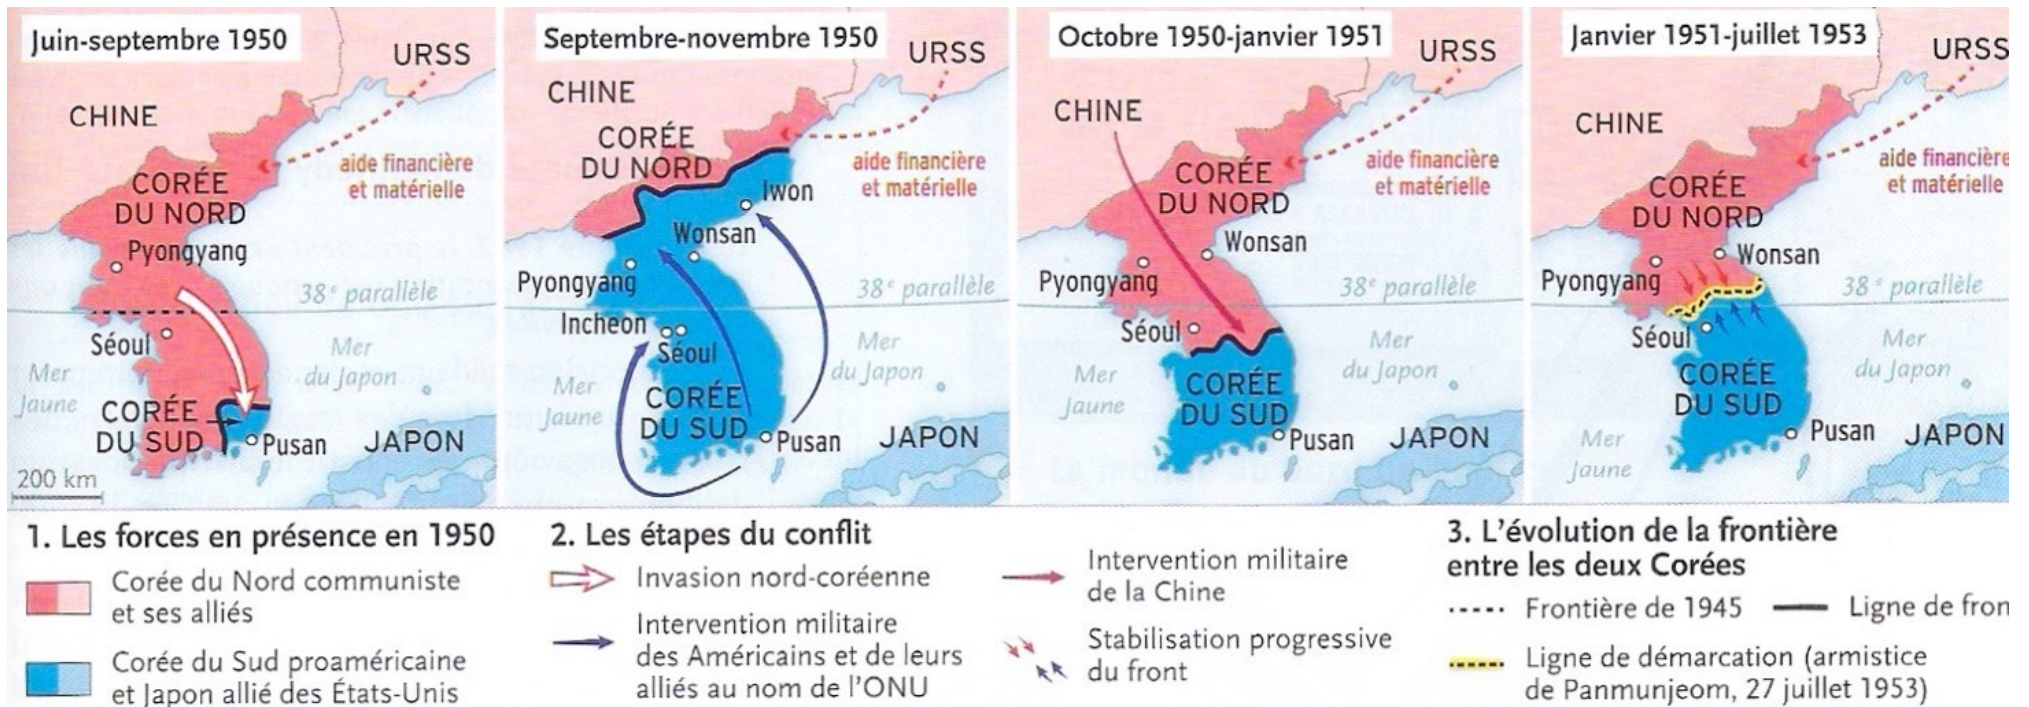 Juin-septembre 1950
URSS
CHINE
aide financière
et matérielle
CORÉE
DU NORD
Pyongyang
38e parallèle
Séoul
Mer
du Japon
Mer
Jaune
CORÉE
DU SUD
Pusan
JAPON
200 km
Septembre-novembre 1950
URSS
CHINE
CORÉE
DU NORD
aide financière
et matérielle
Iwon
Wonsan
Pyongyang
38e parallèle
Incheon
Séoul
Mer
du Japon
Mer
Jaune
CORÉE
DU SUD
Pusan
JAPON
Octobre 1950-janvier 1951
URSS
CHINE
aide financière
et matérielle
CORÉE
DU NORD
Wonsan
Pyongyang
38e parallèle
Séoul
Mer
du Japon
Mer
Jaune
CORÉE
DU SUD
Pusan
JAPON
Janvier 1951-juillet 1953
URSS
CHINE
aide financière
et matérielle
CORÉE
DU NORD
Wonsan
Pyongyang
38e parallèle
Séoul
Mer
du Japon
CORÉE
DU SUD
Mer
Jaune
Pusan
JAPON
1. Les forces en présence en 1950
Corée du Nord communiste
et ses alliés
Corée du Sud proaméricaine
et Japon allié des États-Unis
2. Les étapes du conflit
Invasion nord-coréenne
Intervention militaire
des Américains et de leurs
alliés au nom de l'ONU
Intervention militaire
de la Chine
Stabilisation progressive
du front
3. L'évolution de la frontière
entre les deux Corées
Frontière de 1945
Ligne de fron
Ligne de démarcation (armistice
de Panmunjeom, 27 juillet 1953)